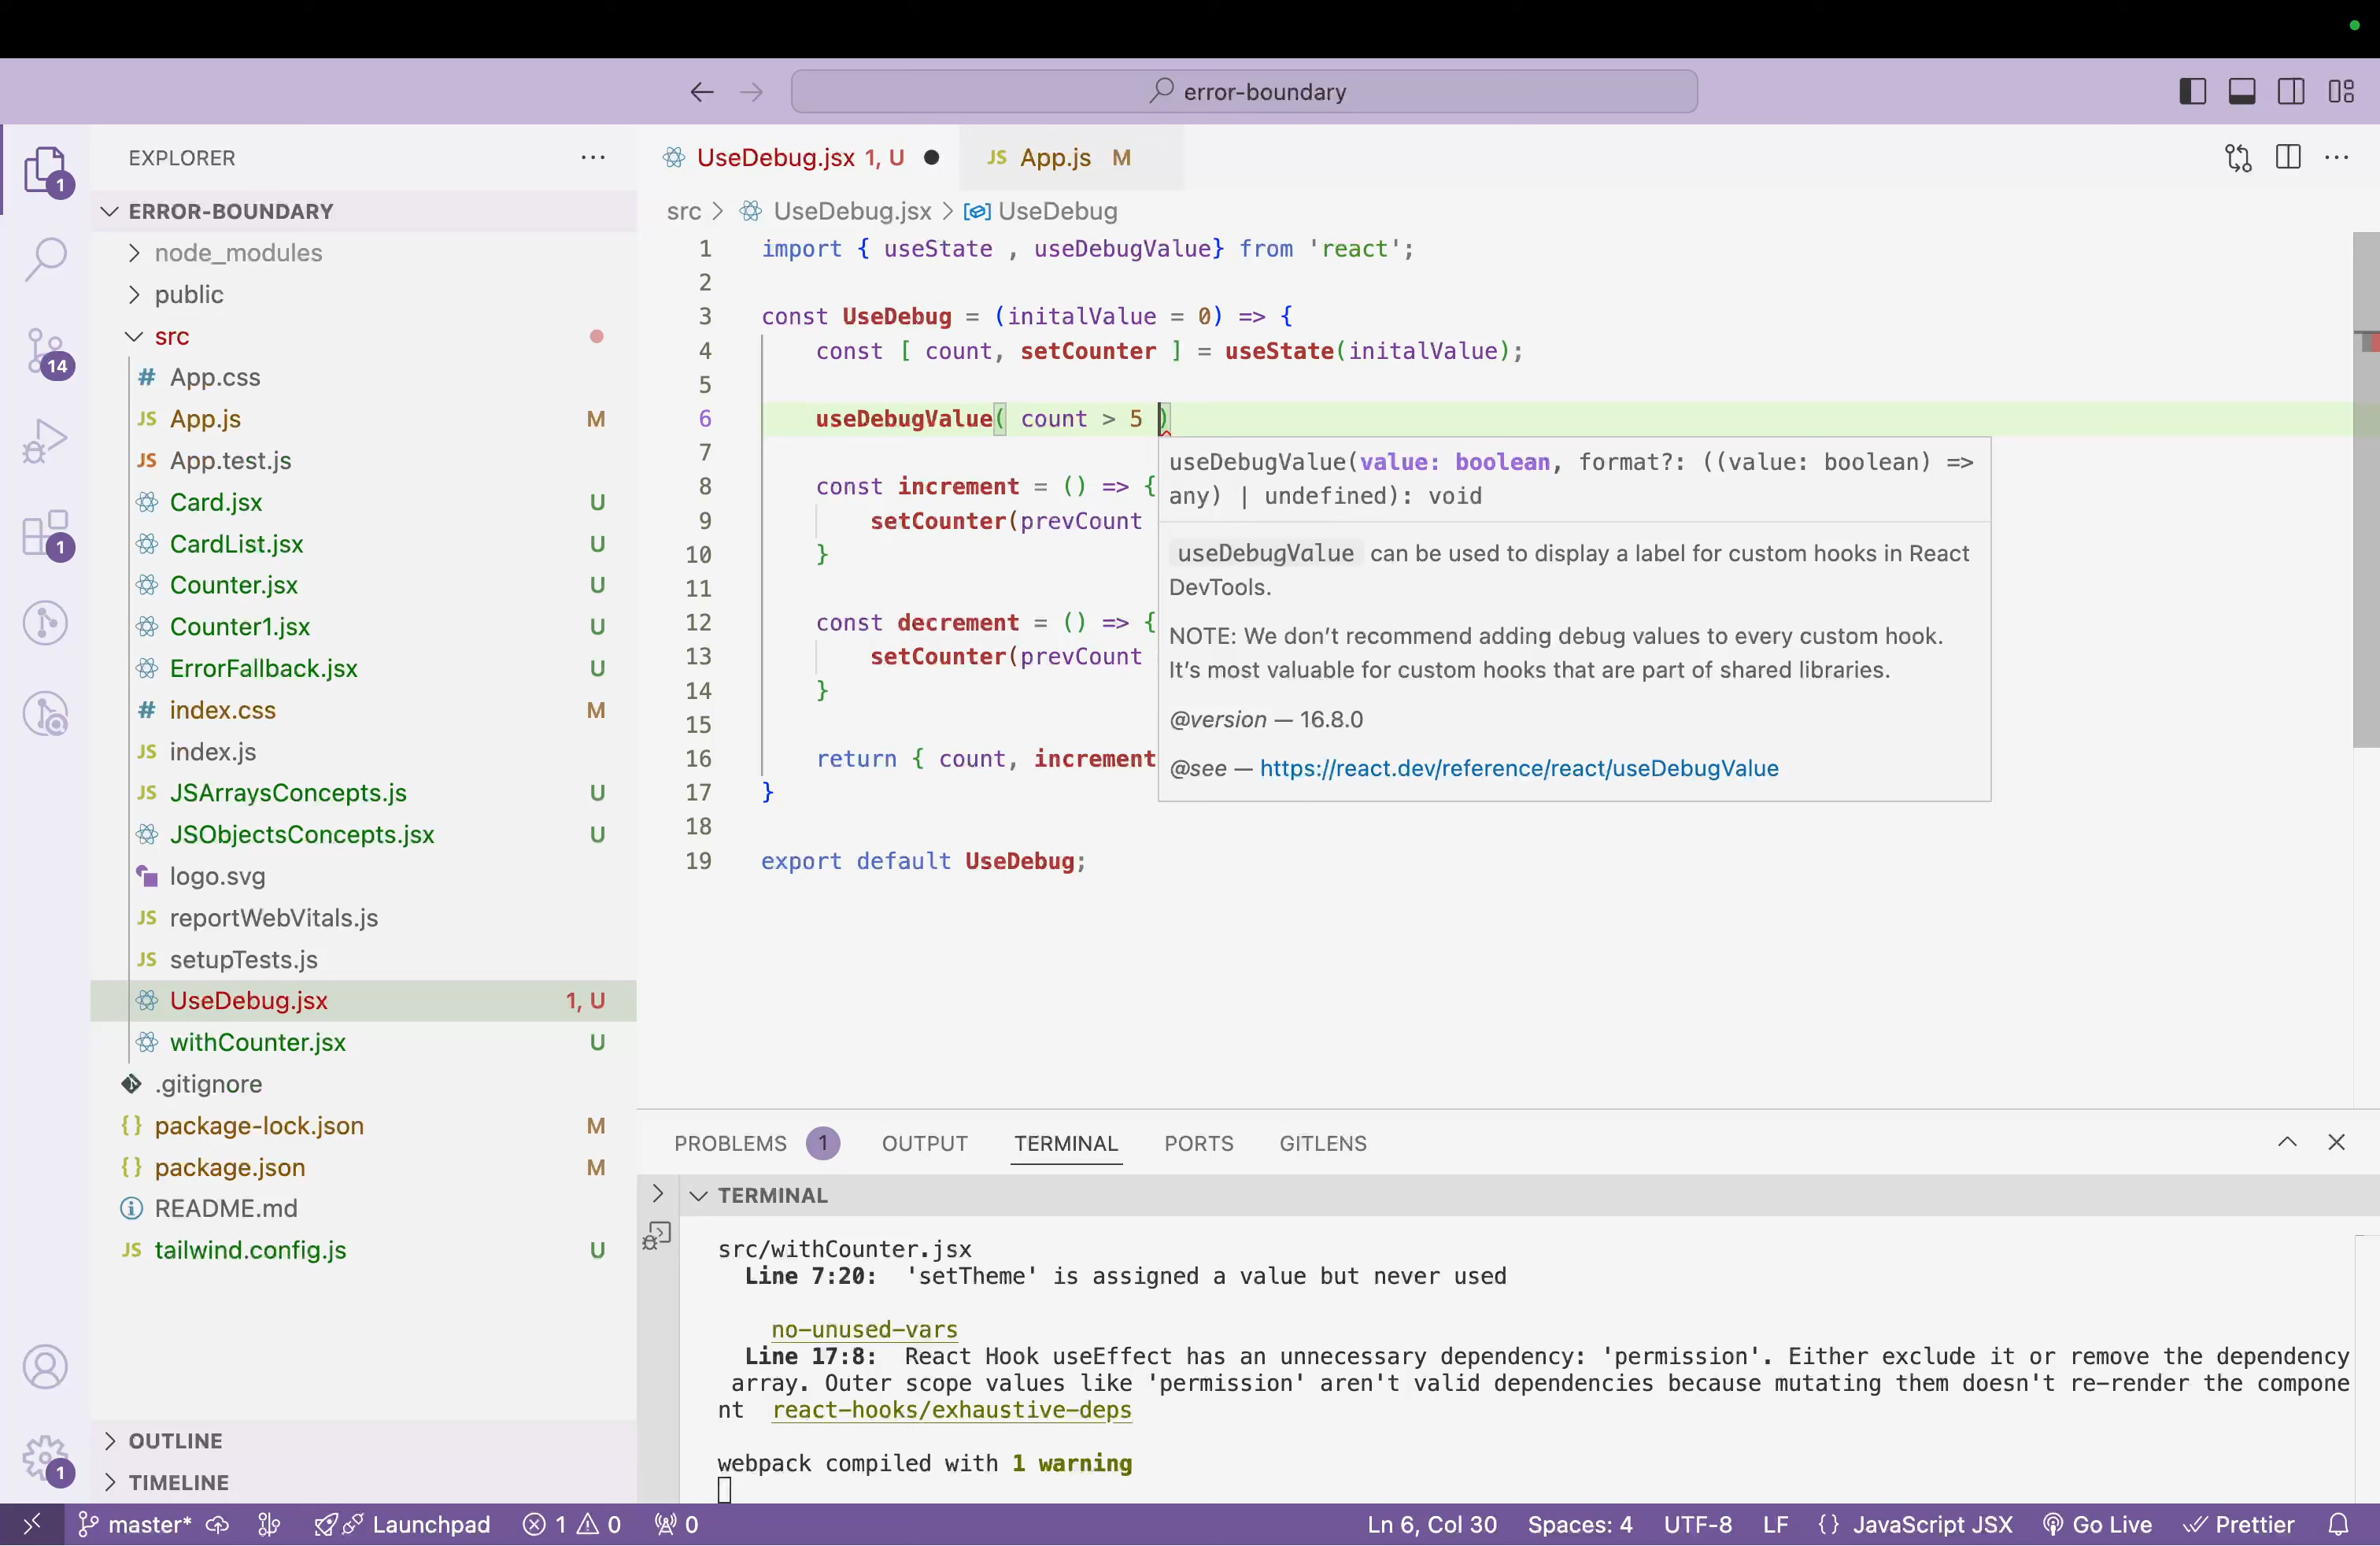 error-boundary
EXPLORER
ERROR-BOUNDARY
node_modules
public
src
# App.css
JS App.js M
JS App.test.js
Card.jsx U
CardList.jsx U
Counter.jsx U
Counter1.jsx U
ErrorFallback.jsx U
# index.css M
JS index.js
JS JSArraysConcepts.js U
JSObjectsConcepts.jsx U
logo.svg
JS reportWebVitals.js
JS setupTests.js
UseDebug.jsx 1, U
withCounter.jsx U
.gitignore
{} package-lock.json M
{} package.json M
README.md
JS tailwind.config.js U
OUTLINE
TIMELINE
1
14
1
1
UseDebug.jsx 1, U
JS App.js M
src > UseDebug.jsx > UseDebug
1 import { useState , useDebugValue} from 'react';
2
3 const UseDebug = (initalValue = 0) => {
4 const [ count, setCounter ] = useState(initalValue);
5
6 useDebugValue( count > 5 )
7
8 const increment = () => {
9 setCounter(prevCount
10 }
11
12 const decrement = () => {
13 setCounter(prevCount
14 }
15
16 return { count, increment
17 }
18
19 export default UseDebug;
useDebugValue(value: boolean, format?: ((value: boolean) =>
any) | undefined): void
useDebugValue can be used to display a label for custom hooks in React
DevTools.
NOTE: We don’t recommend adding debug values to every custom hook.
It’s most valuable for custom hooks that are part of shared libraries.
@version — 16.8.0
@see — https://react.dev/reference/react/useDebugValue
PROBLEMS 1 OUTPUT TERMINAL PORTS GITLENS
TERMINAL
src/withCounter.jsx
Line 7:20: 'setTheme' is assigned a value but never used
no-unused-vars
Line 17:8: React Hook useEffect has an unnecessary dependency: 'permission'. Either exclude it or remove the dependency
array. Outer scope values like 'permission' aren't valid dependencies because mutating them doesn't re-render the compone
nt react-hooks/exhaustive-deps
webpack compiled with 1 warning
master* Launchpad 1 0 0 Ln 6, Col 30 Spaces: 4 UTF-8 LF {} JavaScript JSX Go Live Prettier